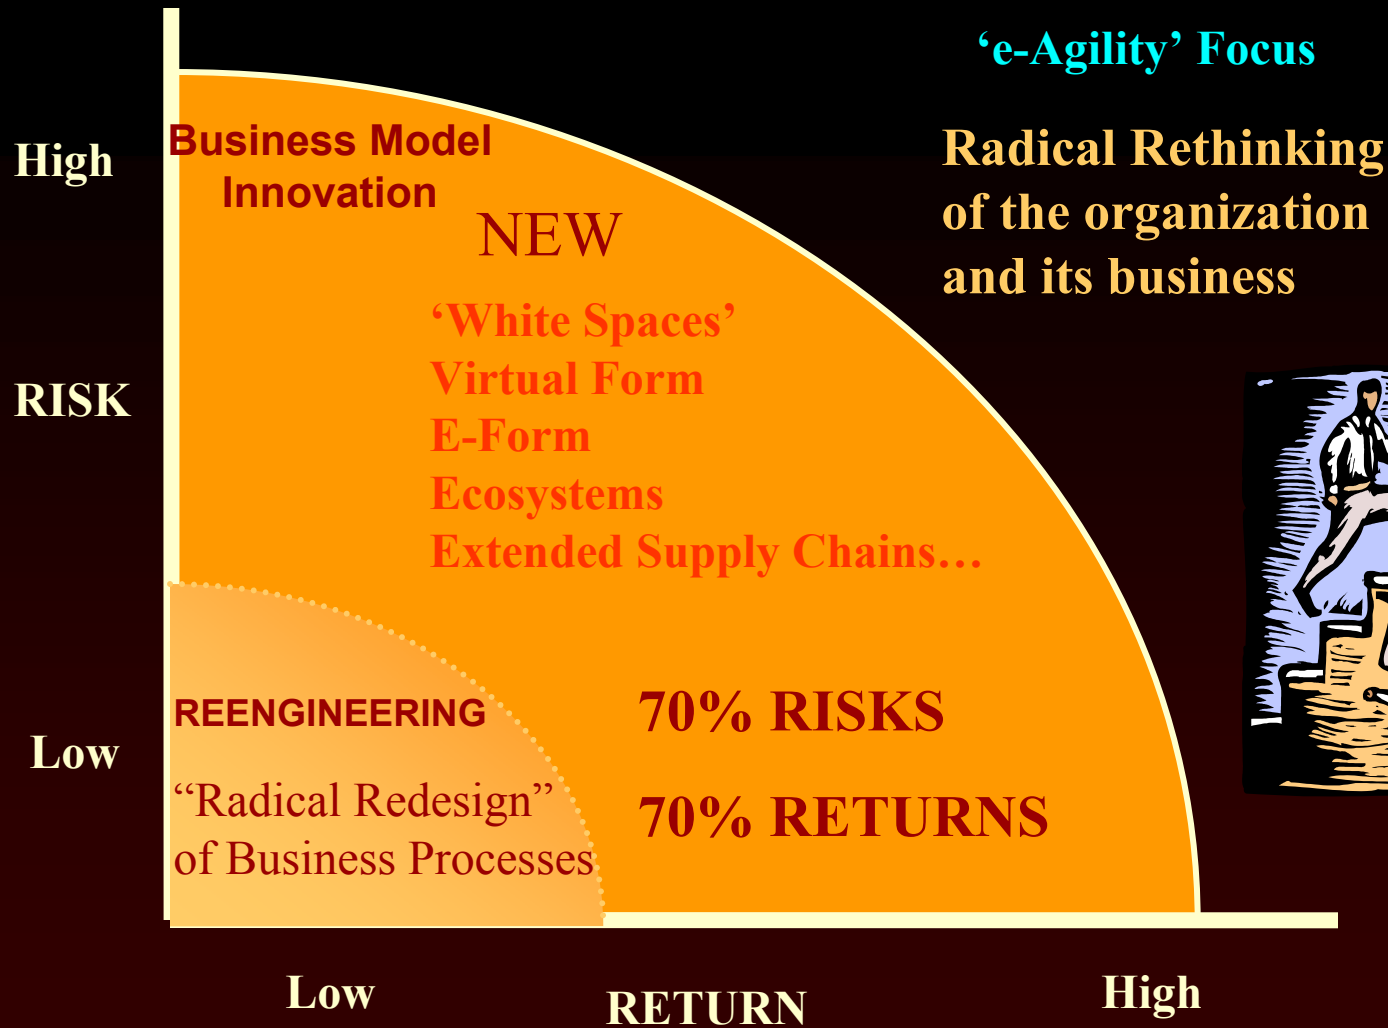 ‘e-Agility’ Focus
Radical Rethinking
of the organization
and its business
High
RISK
Low
Business Model
Innovation
NEW
‘White Spaces’
Virtual Form
E-Form
Ecosystems
Extended Supply Chains…
REENGINEERING
“Radical Redesign”
of Business Processes
70% RISKS
70% RETURNS
Low
RETURN
High